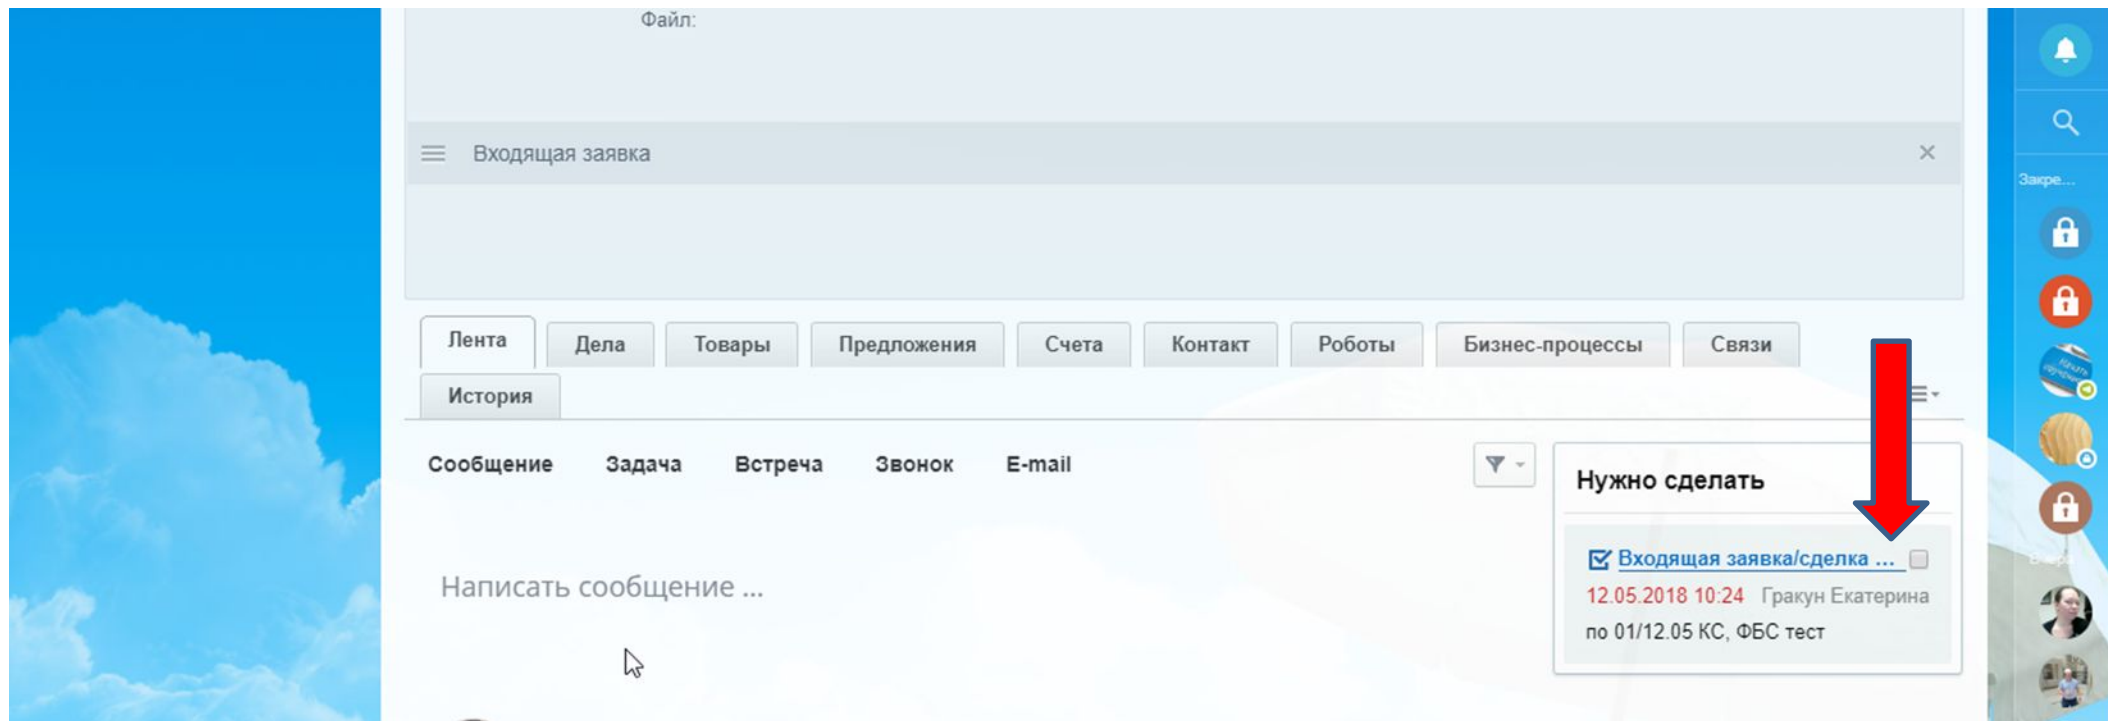 Файл:
Входящая заявка
Закре...
Лента
Дела
Товары
Предложения
Счета
Контакт
Роботы
Бизнес-процессы
Связи
История
Сообщение
Задача
Встреча
Звонок
E-mail
Нужно сделать
Входящая заявка/сделка ...
12.05.2018 10:24 Гракун Екатерина
по 01/12.05 КС, ФБС тест
Написать сообщение ...